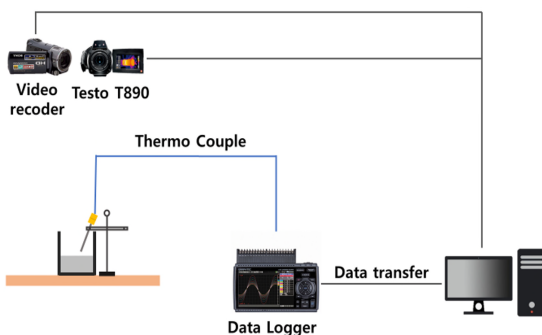 Video
recoder
Testo T890
Thermo Couple
Data transfer
Data Logger